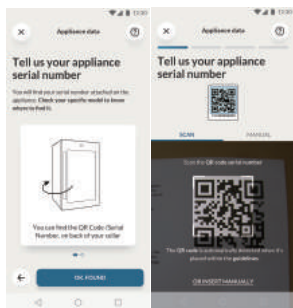 Appliance data
Tell us your appliance
serial number
You will find your serial number attached on the
appliance. Check your specific model to know
where to find it.
You can find the QR Code (Serial
Number, on back of your cellar
OK, FOUND
Appliance data
Tell us your appliance
serial number
SCAN
MANUAL
Scan the QR code serial number
The QR code is automatically detected when it's
placed within the guidelines
OR INSERT MANUALLY